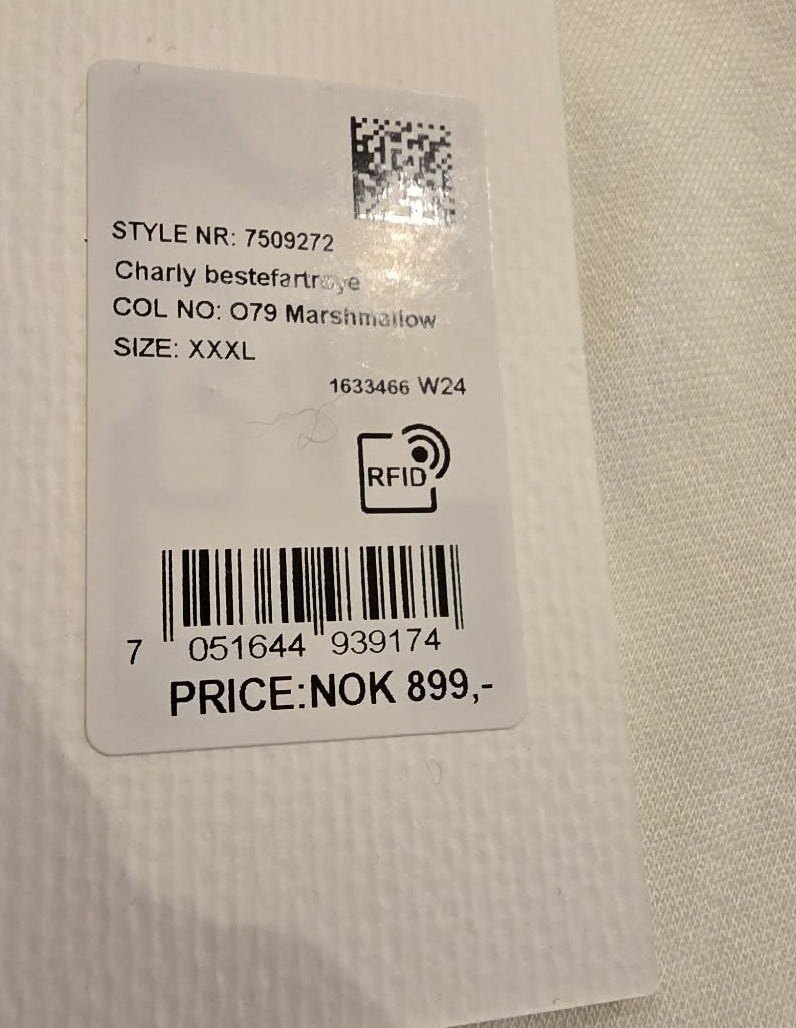 STYLE NR: 7509272
Charly bestefartrøye
COL NO: O79 Marshmallow
SIZE: XXXL
1633466 W24
RFID
7 051644 939174
PRICE:NOK 899,-